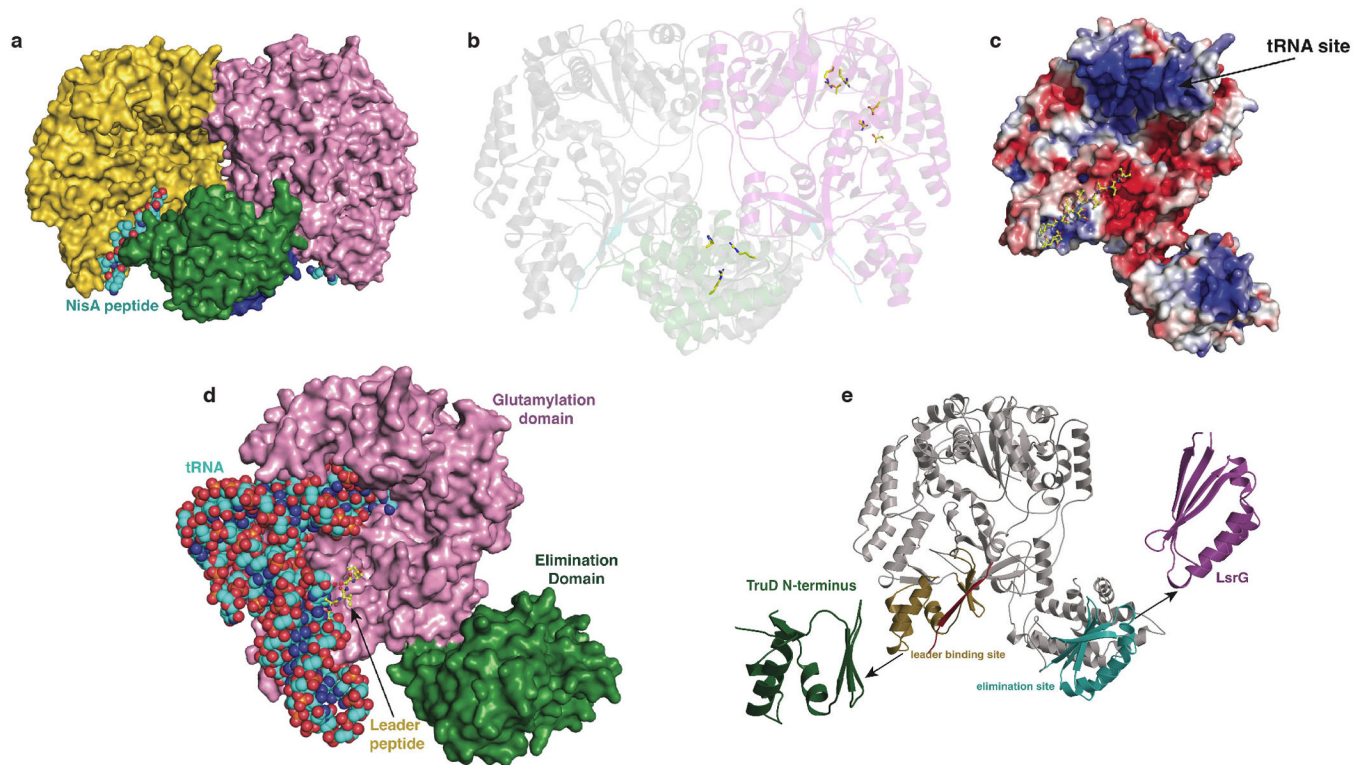 a
NisA peptide
b
c
tRNA site
d
Glutamylation
domain
tRNA
Elimination
Domain
Leader
peptide
e
TruD N-terminus
leader binding site
elimination site
LsrG